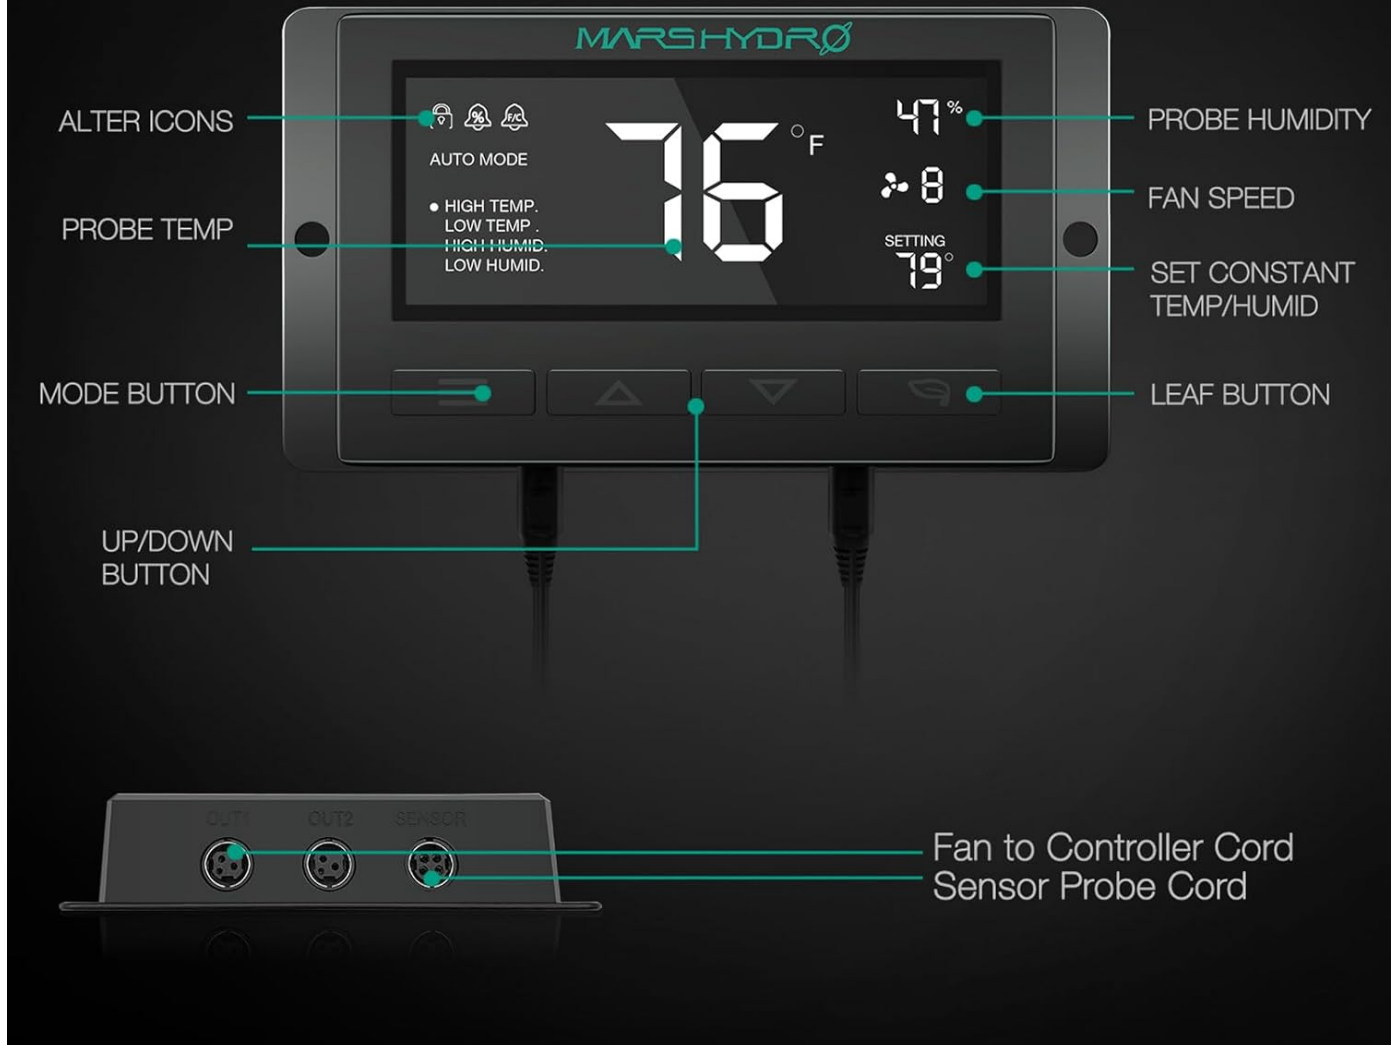 MARSHYDRO
ALTER ICONS
% F/C
AUTO MODE
HIGH TEMP.
LOW TEMP .
HIGH HUMID.
LOW HUMID.
76 °F
47 %
8
SETTING
79°
PROBE HUMIDITY
FAN SPEED
SET CONSTANT
TEMP/HUMID
PROBE TEMP
MODE BUTTON
LEAF BUTTON
UP/DOWN
BUTTON
OUT1 OUT2 SENSOR
Fan to Controller Cord
Sensor Probe Cord